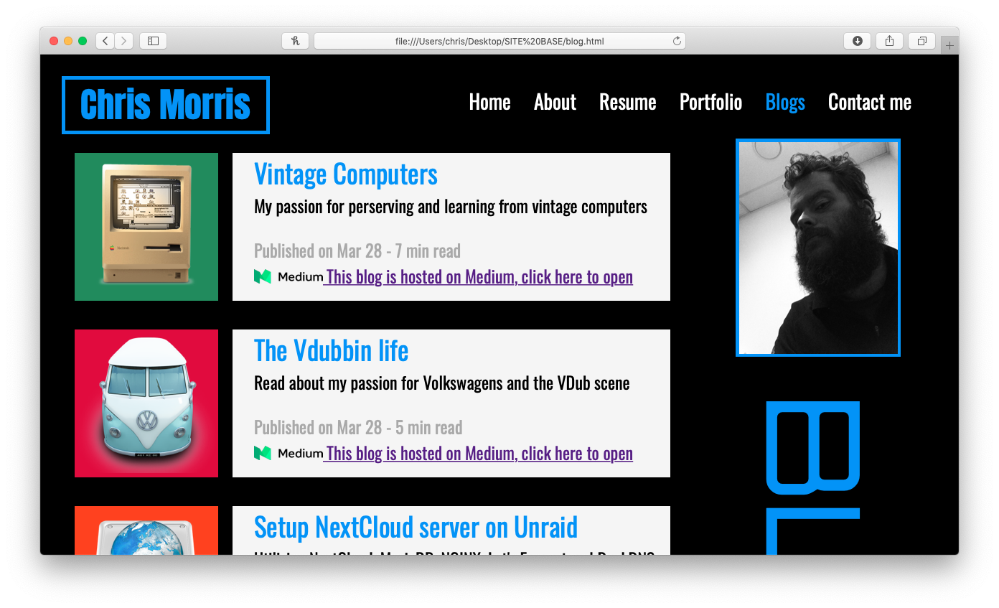 file:///Users/chris/Desktop/SITE%20BASE/blog.html
Chris Morris
Home About Resume Portfolio Blogs Contact me
Vintage Computers
My passion for perserving and learning from vintage computers
Published on Mar 28 - 7 min read
Medium This blog is hosted on Medium, click here to open
The Vdubbin life
Read about my passion for Volkswagens and the VDub scene
Published on Mar 28 - 5 min read
Medium This blog is hosted on Medium, click here to open
Setup NextCloud server on Unraid
BL